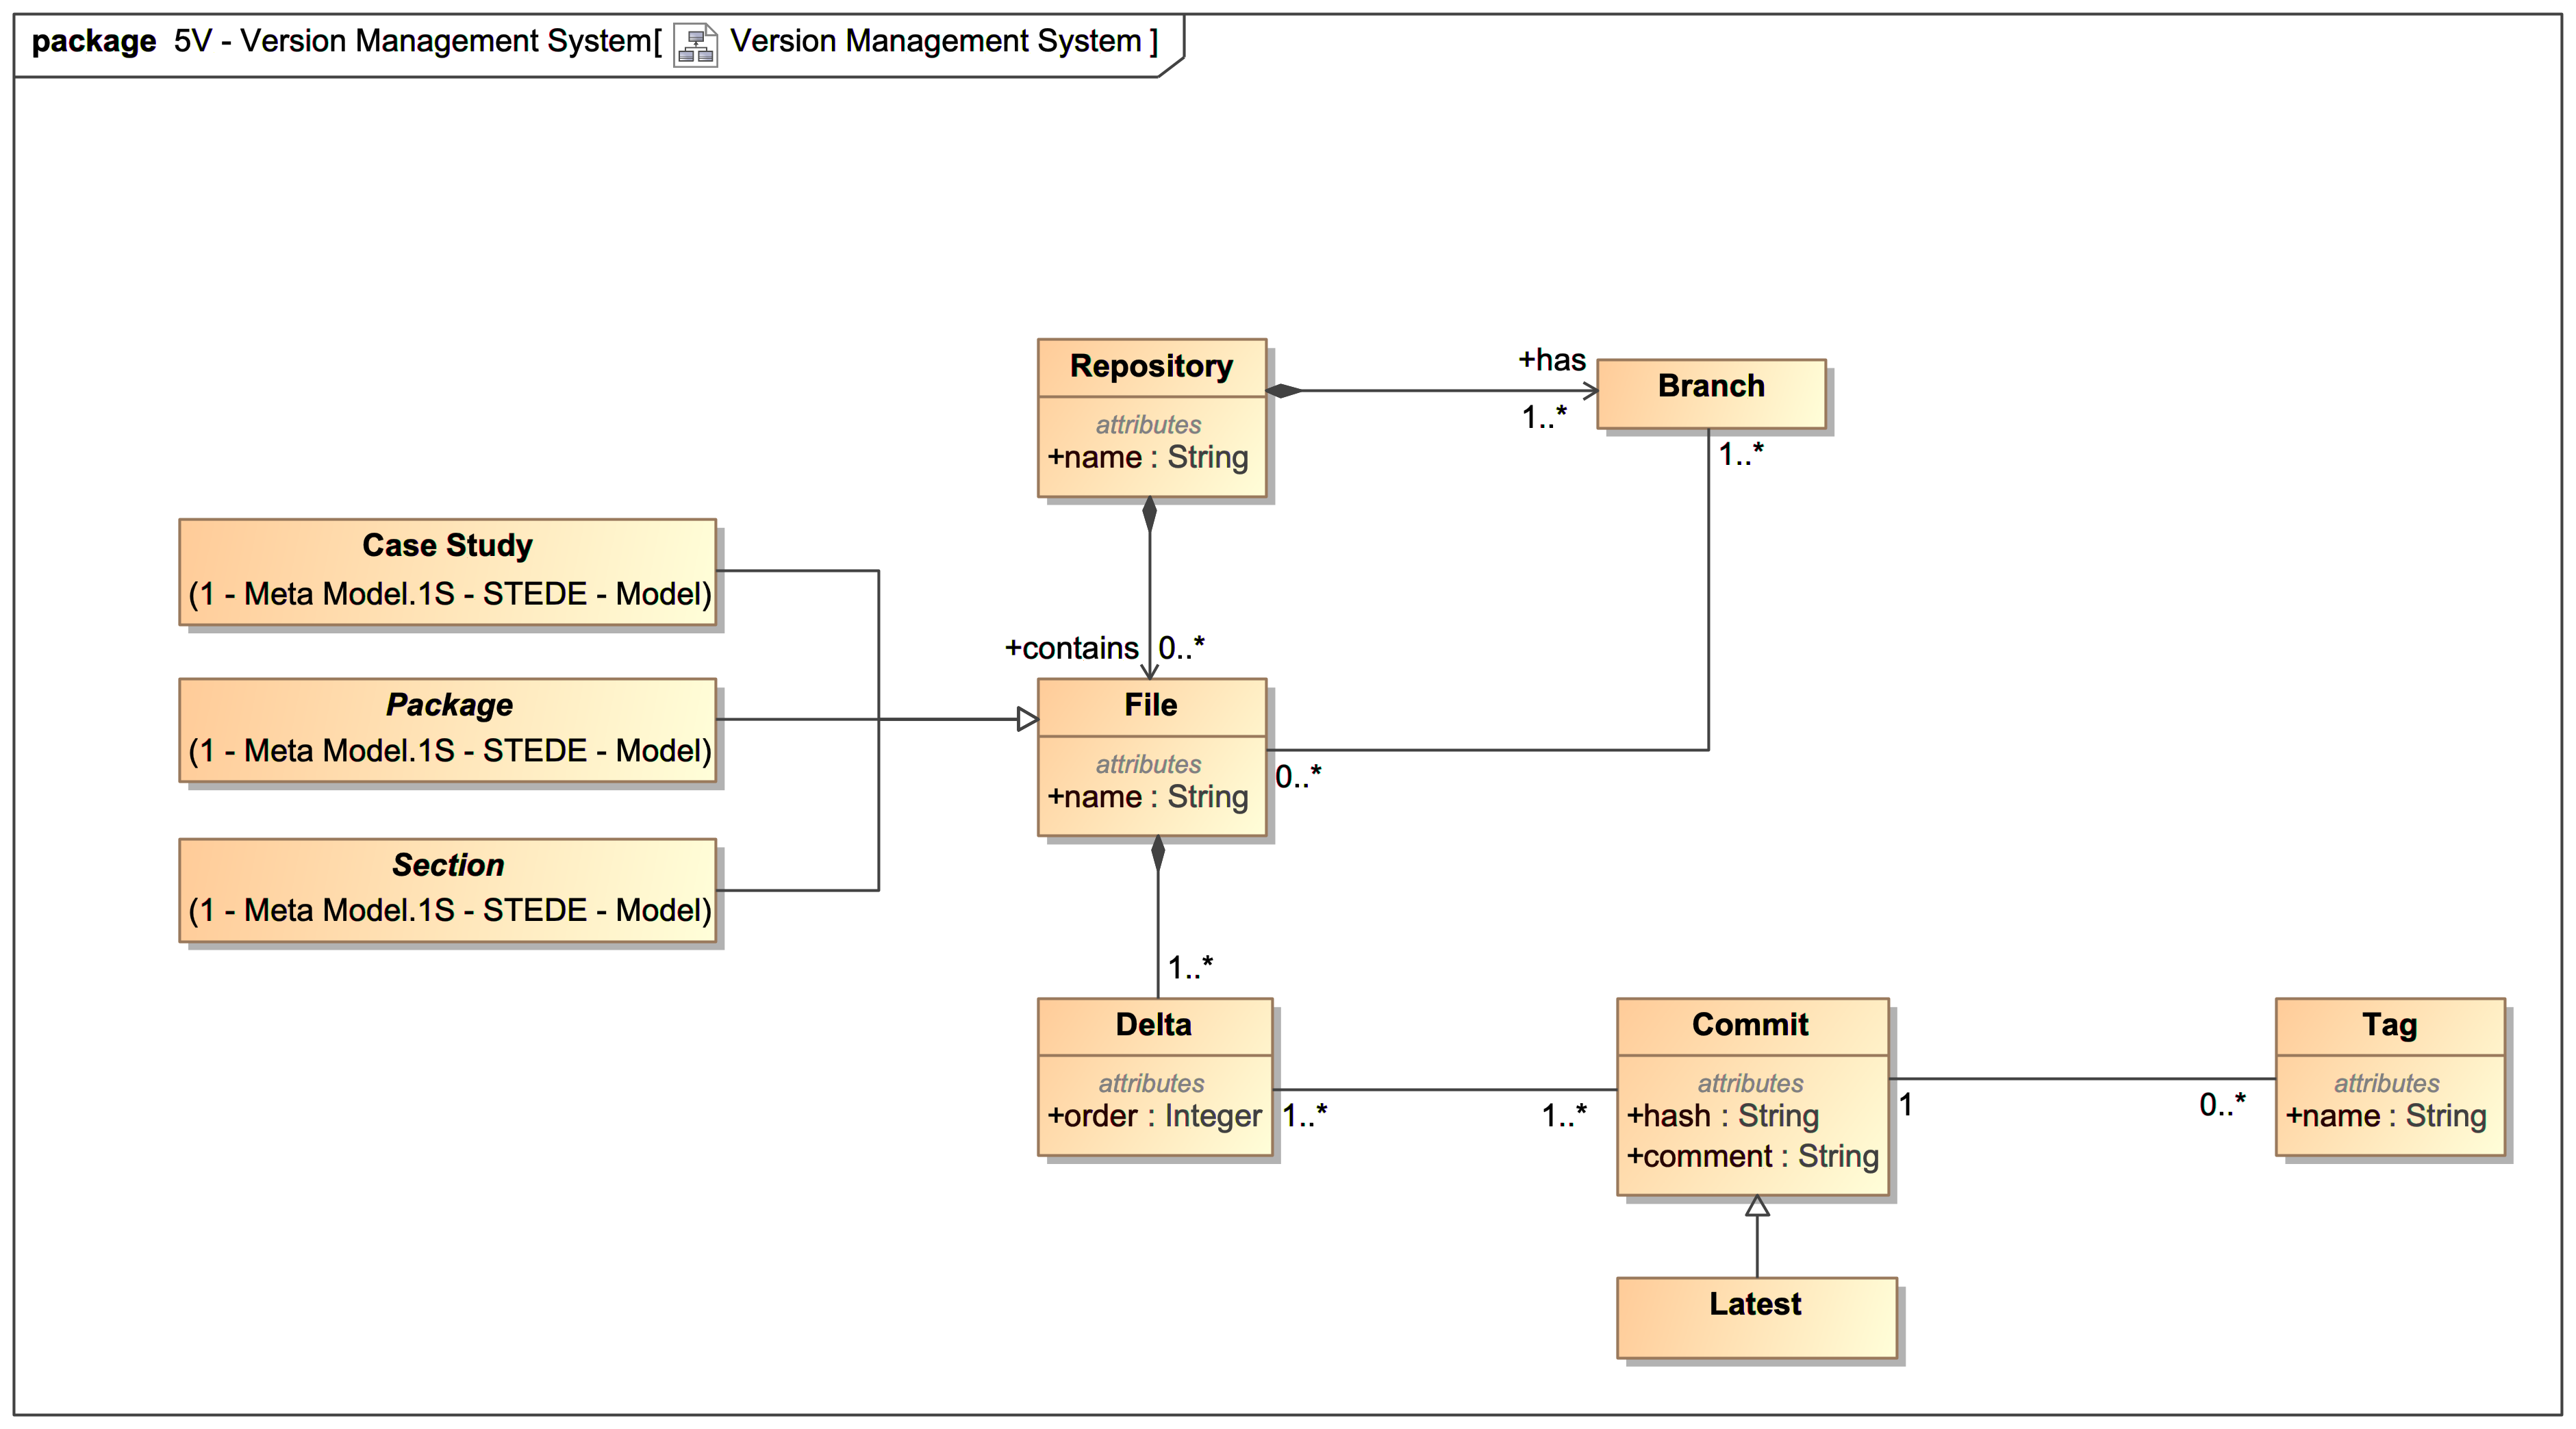 package 5V - Version Management System[ Version Management System ]
Repository
attributes
+name : String
+has
1..*
Branch
1..*
Case Study
(1 - Meta Model.1S - STEDE - Model)
Package
(1 - Meta Model.1S - STEDE - Model)
Section
(1 - Meta Model.1S - STEDE - Model)
+contains 0..*
File
attributes
+name : String
0..*
1..*
Delta
attributes
+order : Integer
1..*
1..*
Commit
attributes
+hash : String
+comment : String
1
0..*
Tag
attributes
+name : String
Latest